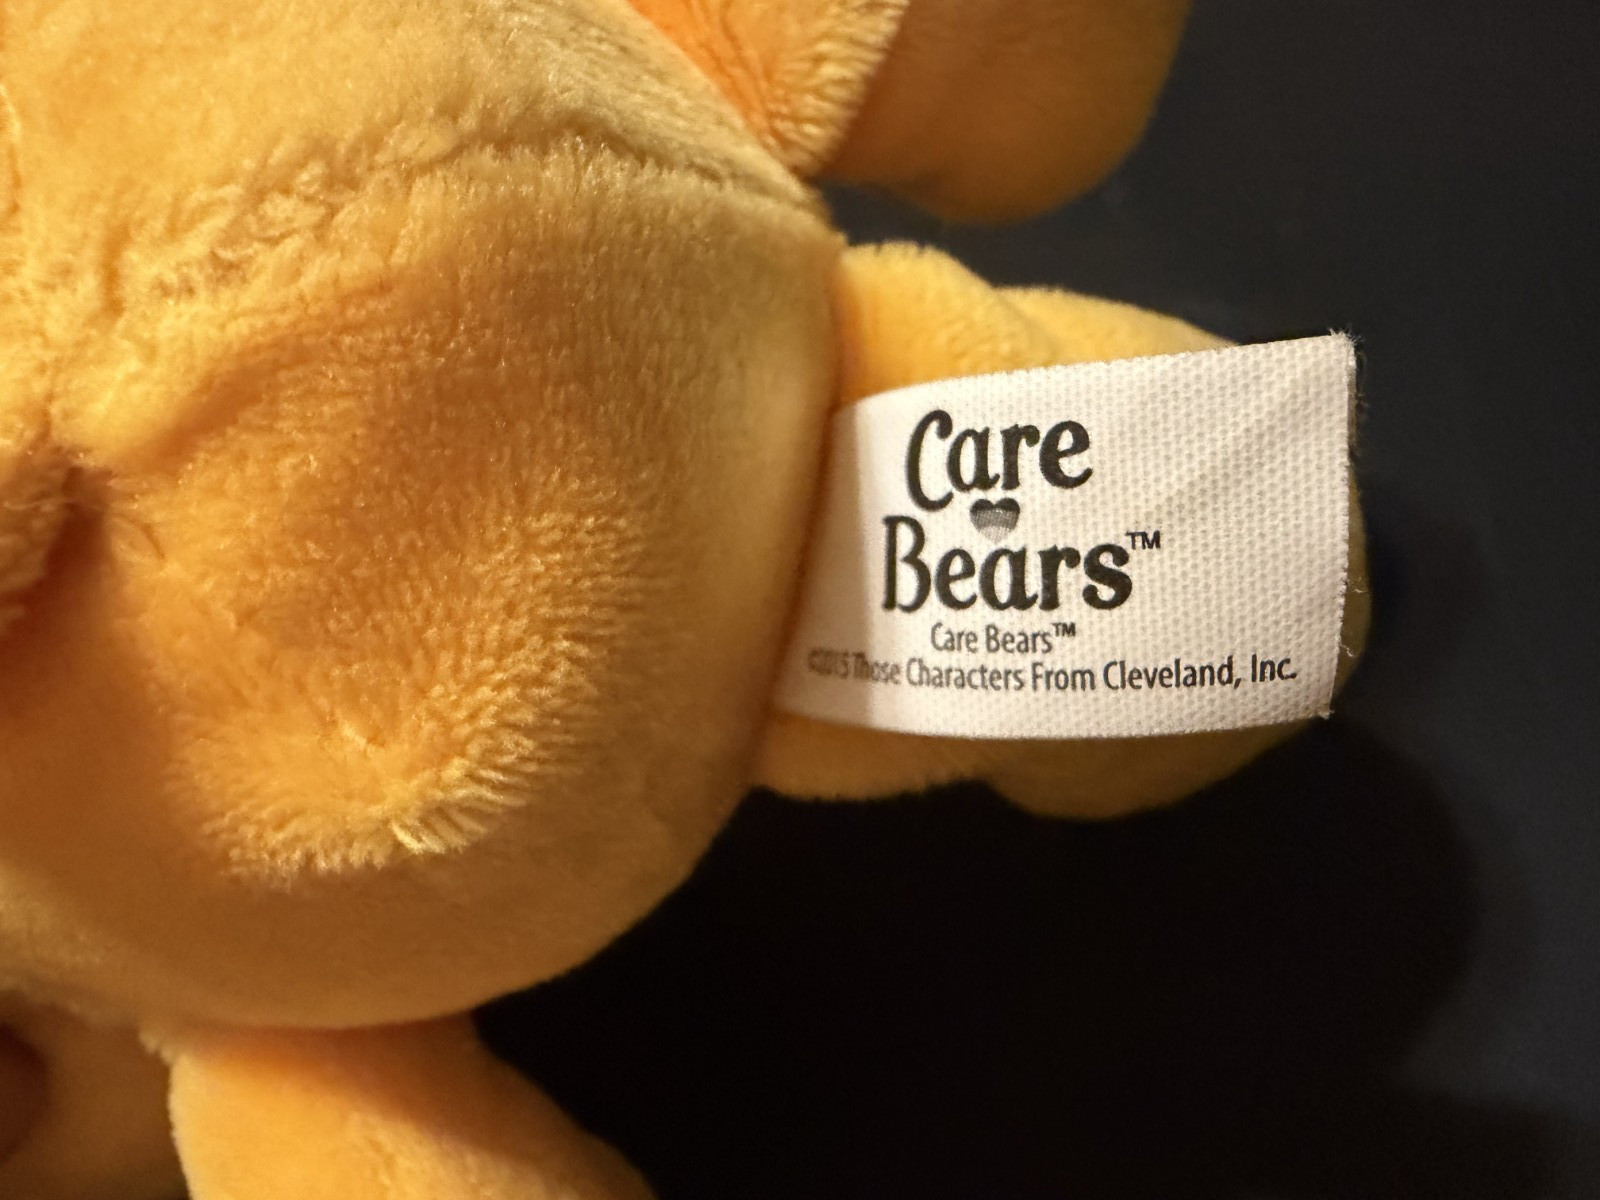 Care
Bears™
Care Bears™
©2015 Those Characters From Cleveland, Inc.